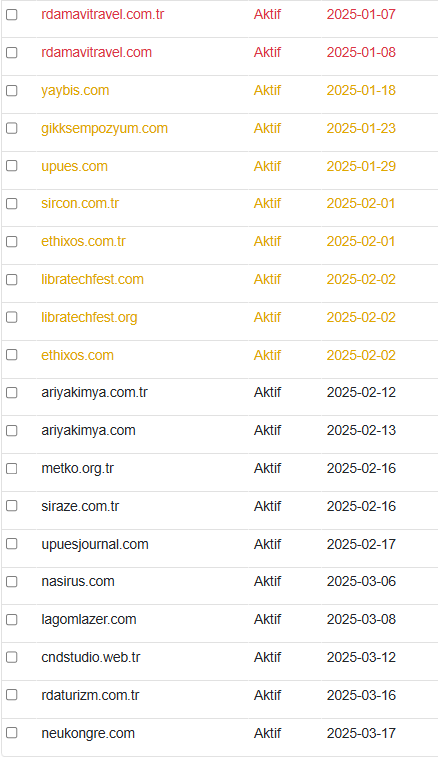 rdamavitravel.com.tr Aktif 2025-01-07
rdamavitravel.com Aktif 2025-01-08
yaybis.com Aktif 2025-01-18
gikksempozyum.com Aktif 2025-01-23
upues.com Aktif 2025-01-29
sircon.com.tr Aktif 2025-02-01
ethixos.com.tr Aktif 2025-02-01
libratechfest.com Aktif 2025-02-02
libratechfest.org Aktif 2025-02-02
ethixos.com Aktif 2025-02-02
ariyakimya.com.tr Aktif 2025-02-12
ariyakimya.com Aktif 2025-02-13
metko.org.tr Aktif 2025-02-16
siraze.com.tr Aktif 2025-02-16
upuesjournal.com Aktif 2025-02-17
nasirus.com Aktif 2025-03-06
lagomlazer.com Aktif 2025-03-08
cndstudio.web.tr Aktif 2025-03-12
rdaturizm.com.tr Aktif 2025-03-16
neukongre.com Aktif 2025-03-17